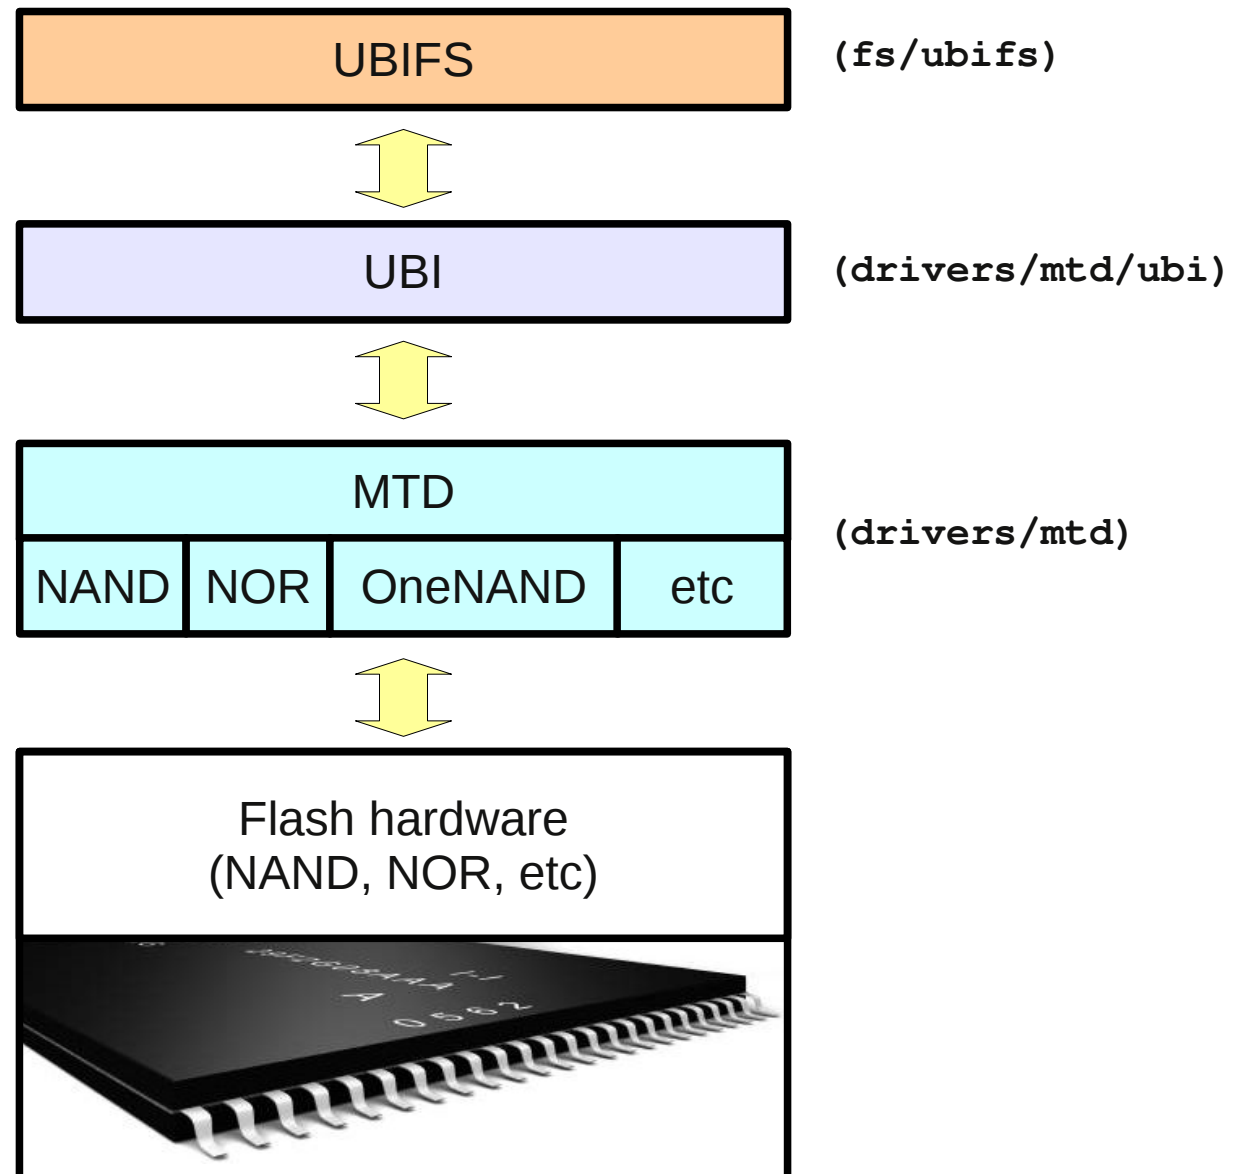 UBIFS
(fs/ubifs)
UBI
(drivers/mtd/ubi)
MTD
(drivers/mtd)
NAND NOR OneNAND etc
Flash hardware
(NAND, NOR, etc)
A
0562